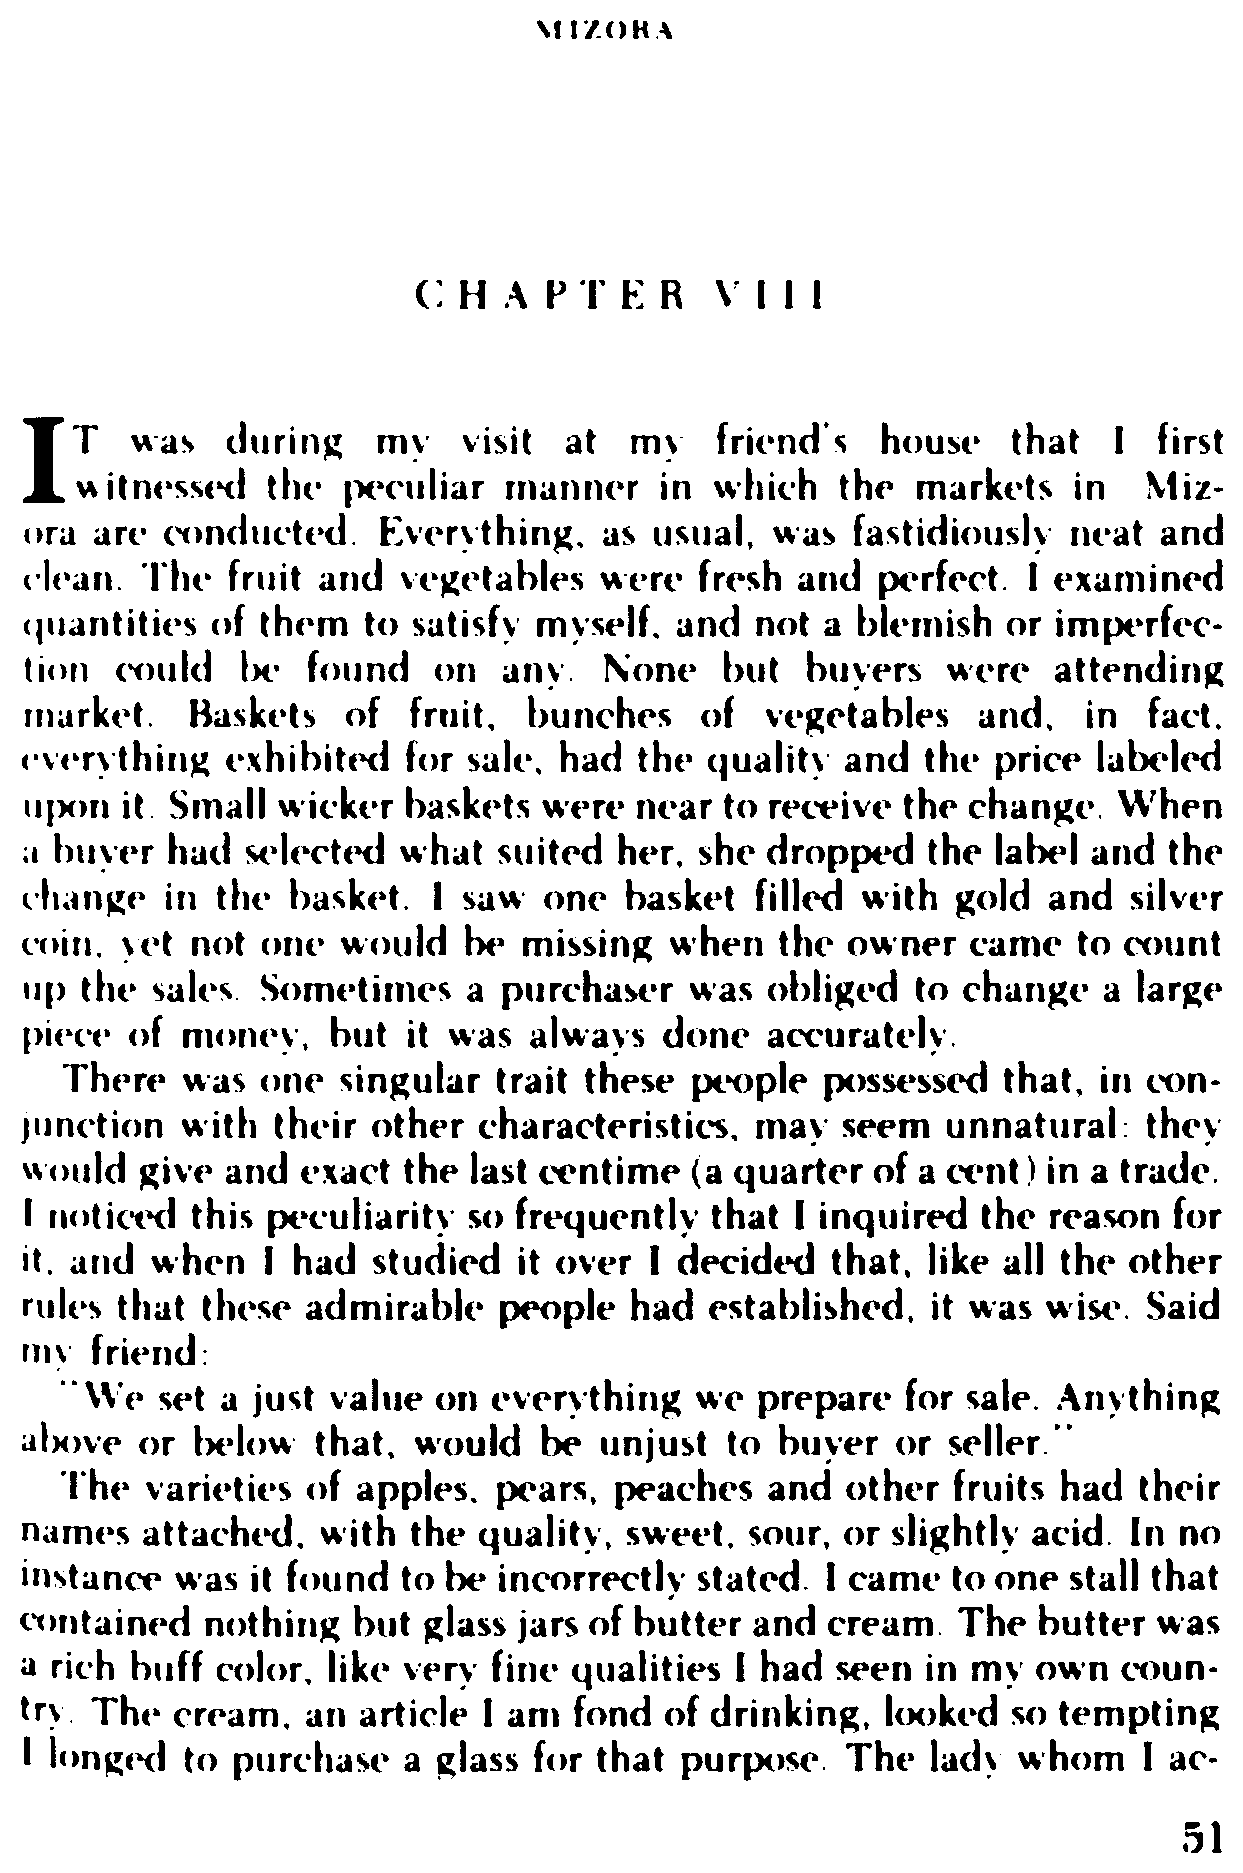 MIZORA
CHAPTER VIII
IT was during my visit at my friend's house that I first
witnessed the peculiar manner in which the markets in Miz-
ora are conducted. Everything, as usual, was fastidiously neat and
clean. The fruit and vegetables were fresh and perfect. I examined
quantities of them to satisfy myself, and not a blemish or imperfec-
tion could be found on any. None but buyers were attending
market. Baskets of fruit, bunches of vegetables and, in fact,
everything exhibited for sale, had the quality and the price labeled
upon it. Small wicker baskets were near to receive the change. When
a buyer had selected what suited her, she dropped the label and the
change in the basket. I saw one basket filled with gold and silver
coin, yet not one would be missing when the owner came to count
up the sales. Sometimes a purchaser was obliged to change a large
piece of money, but it was always done accurately.
There was one singular trait these people possessed that, in con-
junction with their other characteristics, may seem unnatural: they
would give and exact the last centime (a quarter of a cent) in a trade.
I noticed this peculiarity so frequently that I inquired the reason for
it, and when I had studied it over I decided that, like all the other
rules that these admirable people had established, it was wise. Said
my friend:
"We set a just value on everything we prepare for sale. Anything
above or below that, would be unjust to buyer or seller."
The varieties of apples, pears, peaches and other fruits had their
names attached, with the quality, sweet, sour, or slightly acid. In no
instance was it found to be incorrectly stated. I came to one stall that
contained nothing but glass jars of butter and cream. The butter was
a rich buff color, like very fine qualities I had seen in my own coun-
try. The cream, an article I am fond of drinking, looked so tempting
I longed to purchase a glass for that purpose. The lady whom I ac-
51